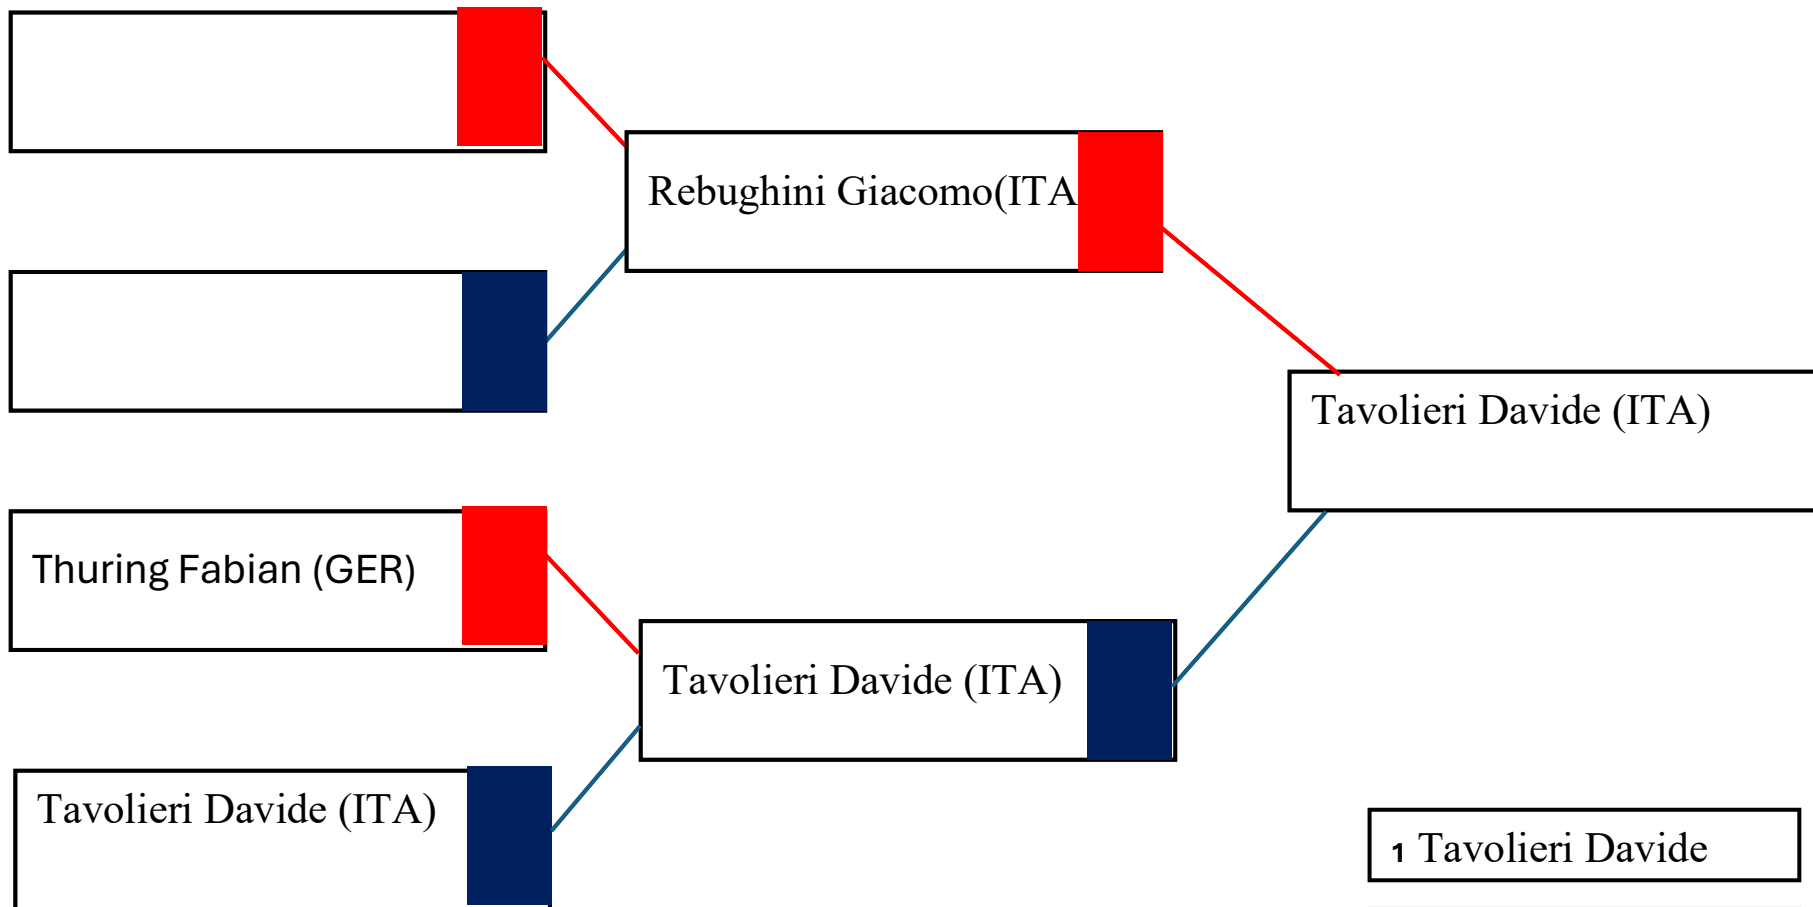 Rebughini Giacomo(ITA
Tavolieri Davide (ITA)
Thuring Fabian (GER)
Tavolieri Davide (ITA)
Tavolieri Davide (ITA)
1 Tavolieri Davide